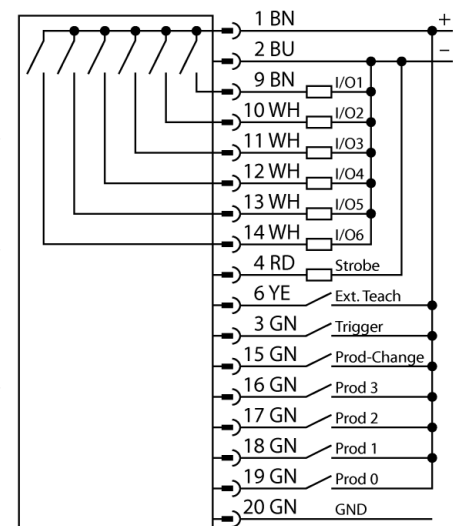 1 BN +
2 BU −
9 BN I/O1
10 WH I/O2
11 WH I/O3
12 WH I/O4
13 WH I/O5
14 WH I/O6
4 RD Strobe
6 YE Ext. Teach
3 GN Trigger
15 GN Prod-Change
16 GN Prod 3
17 GN Prod 2
18 GN Prod 1
19 GN Prod 0
20 GN GND